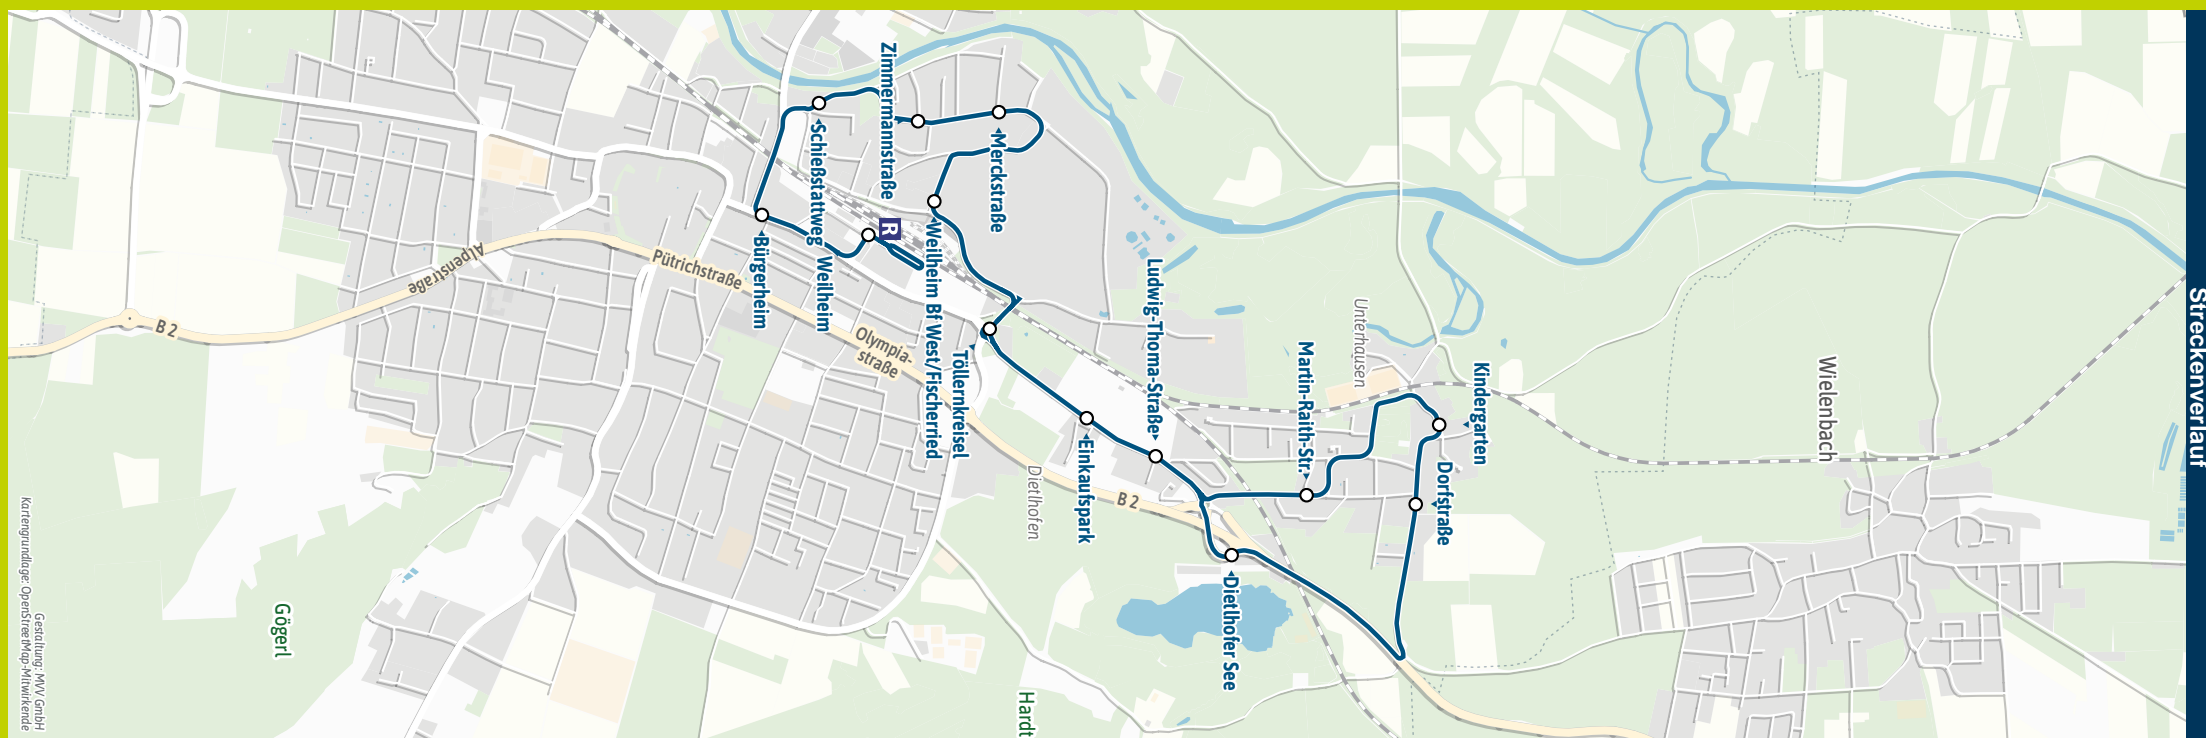 Streckenverlauf
Wielenbach
Kindergarten
Dorfstraße
Unterhausen
Martin-Raith-Str.
Ludwig-Thoma-Straße
Dietlhofer See
B 2
Einkaufspark
Dietlhofen
Hardt
Merckstraße
Töllernkreisel
Weilheim Bf West/Fischerried
Zimmermannstraße
R
Olympia-
straße
Schießstattweg
Weilheim
Bürgerheim
Pütrichstraße
Alpenstraße
B 2
Gögerl
Gestaltung: MVV GmbH
Kartengrundlage: OpenStreetMap-Mitwirkende